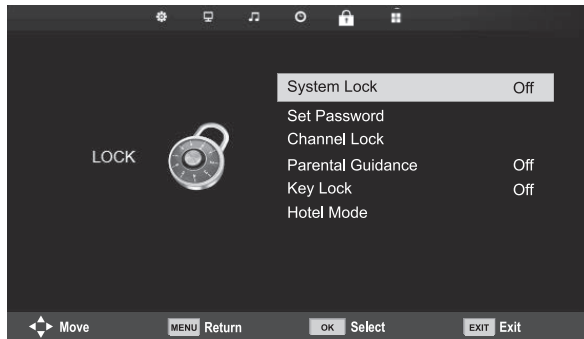 System Lock Off
Set Password
Channel Lock
LOCK
Parental Guidance Off
Key Lock Off
Hotel Mode
Move MENU Return OK Select EXIT Exit